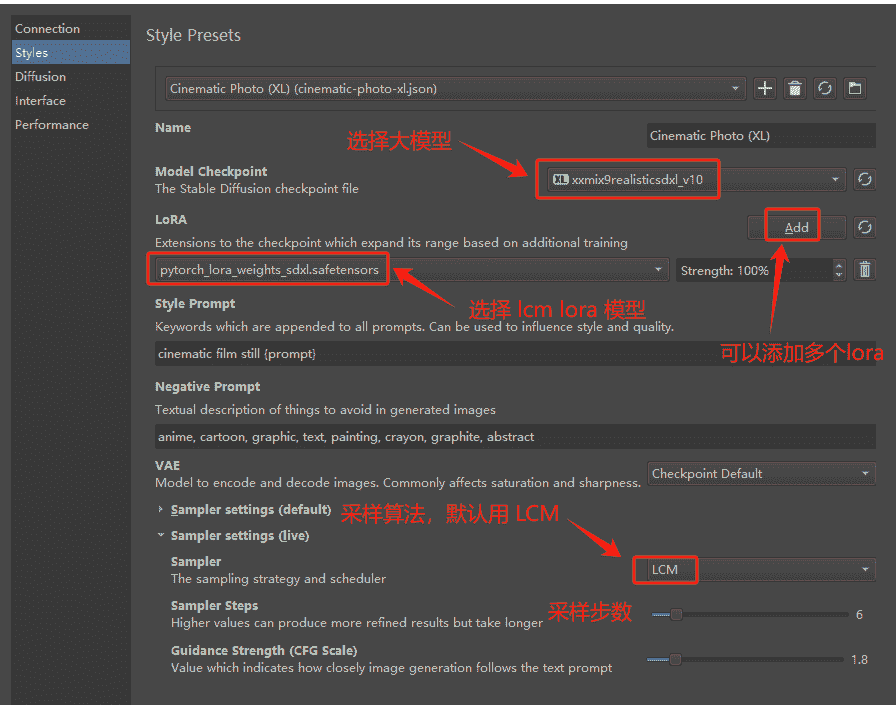 Connection
Styles
Diffusion
Interface
Performance
Style Presets
Cinematic Photo (XL) (cinematic-photo-xl.json)
Name
Cinematic Photo (XL)
选择大模型
Model Checkpoint
The Stable Diffusion checkpoint file
XL xxmix9realisticsdxl_v10
LoRA
Extensions to the checkpoint which expand its range based on additional training
Add
pytorch_lora_weights_sdxl.safetensors
Strength: 100%
选择 lcm lora 模型
可以添加多个lora
Style Prompt
Keywords which are appended to all prompts. Can be used to influence style and quality.
cinematic film still {prompt}
Negative Prompt
Textual description of things to avoid in generated images
anime, cartoon, graphic, text, painting, crayon, graphite, abstract
VAE
Model to encode and decode images. Commonly affects saturation and sharpness.
Checkpoint Default
Sampler settings (default)
采样算法，默认用 LCM
Sampler settings (live)
Sampler
The sampling strategy and scheduler
LCM
Sampler Steps
Higher values can produce more refined results but take longer
采样步数
6
Guidance Strength (CFG Scale)
Value which indicates how closely image generation follows the text prompt
1.8